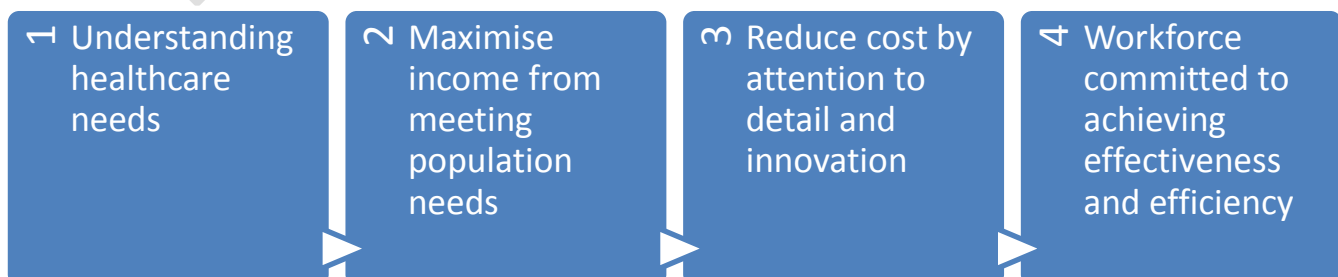 1
Understanding
healthcare
needs
2
Maximise
income from
meeting
population
needs
3
Reduce cost by
attention to
detail and
innovation
4
Workforce
committed to
achieving
effectiveness
and efficiency